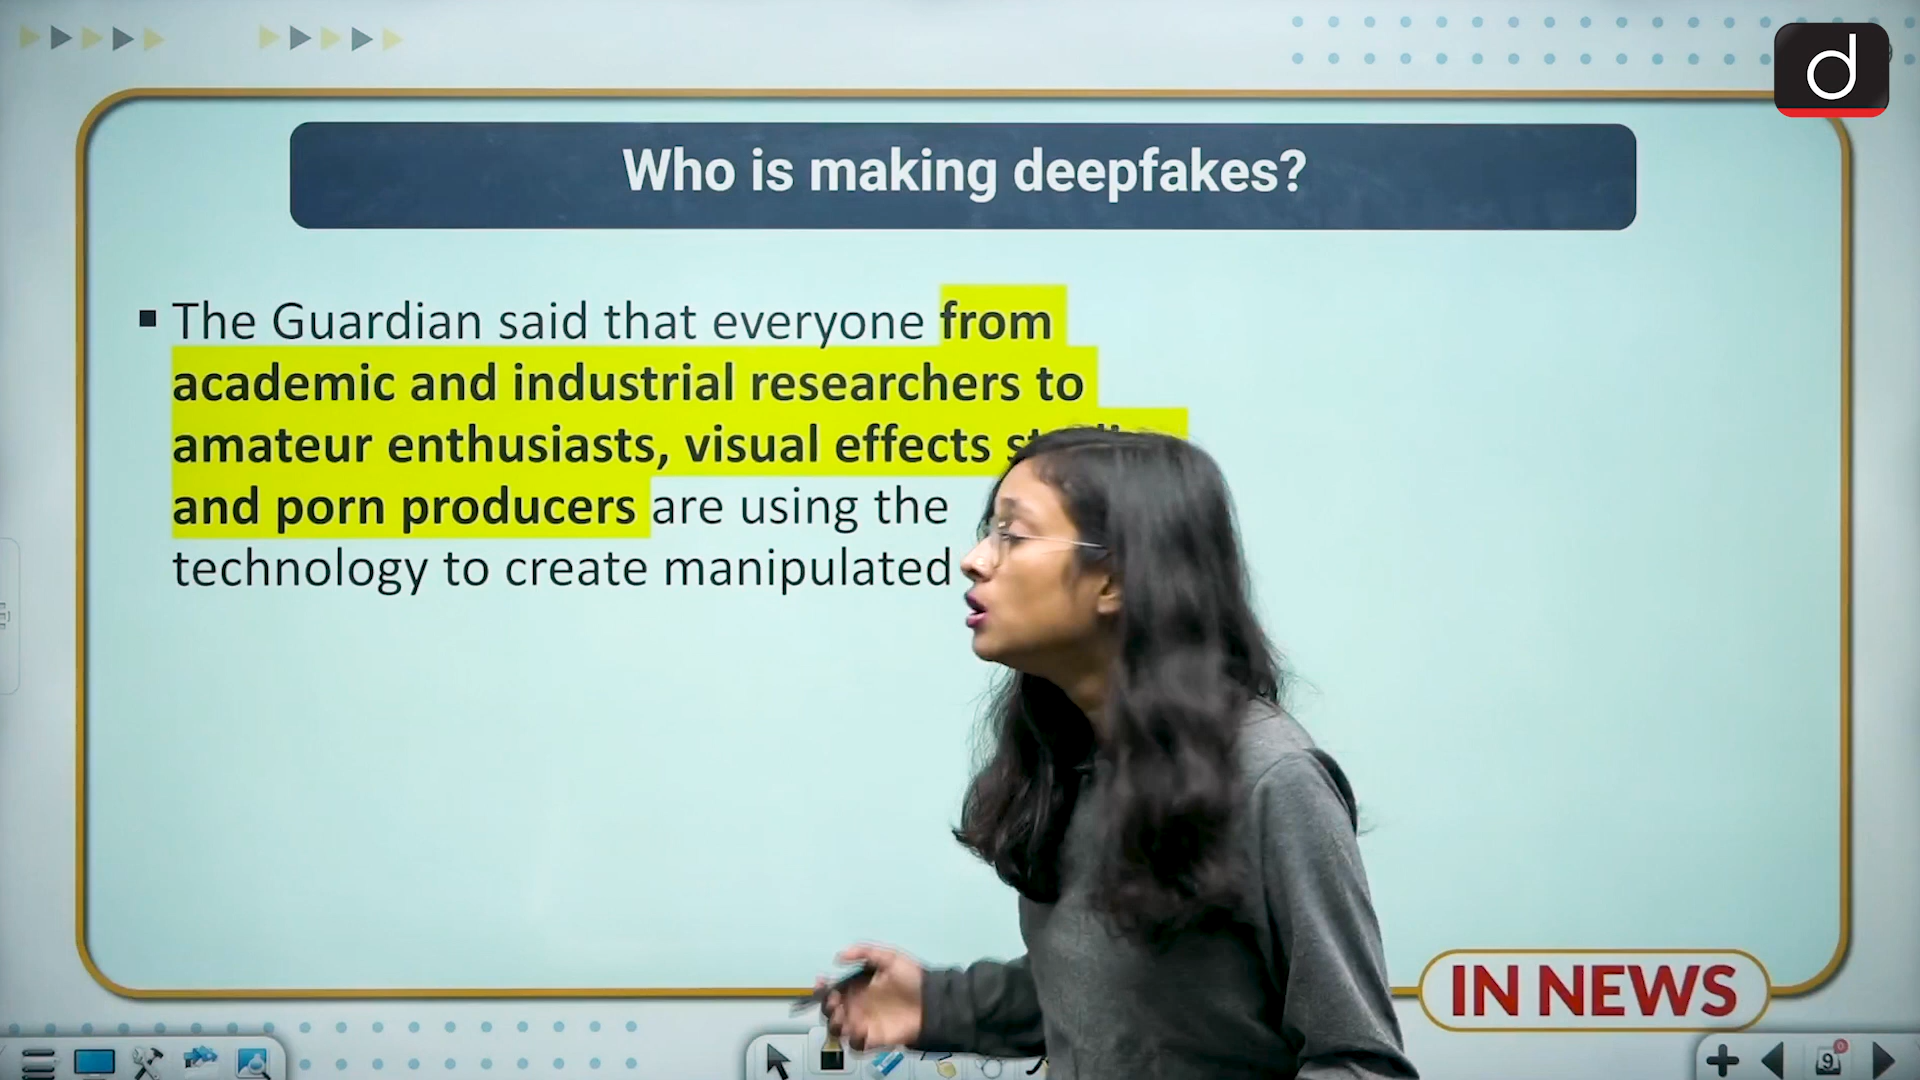 d
Who is making deepfakes?
▪ The Guardian said that everyone from
academic and industrial researchers to
amateur enthusiasts, visual effects
and porn producers are using the
technology to create manipulated
IN NEWS
9